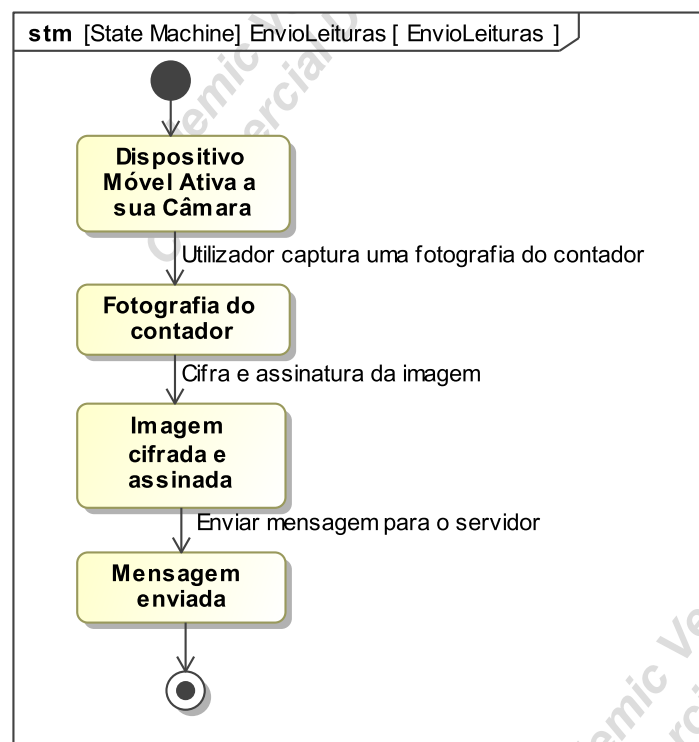 stm [State Machine] EnvioLeituras [ EnvioLeituras ]
Dispositivo
Móvel Ativa a
sua Câmara
Utilizador captura uma fotografia do contador
Fotografia do
contador
Cifra e assinatura da imagem
Imagem
cifrada e
assinada
Enviar mensagem para o servidor
Mensagem
enviada